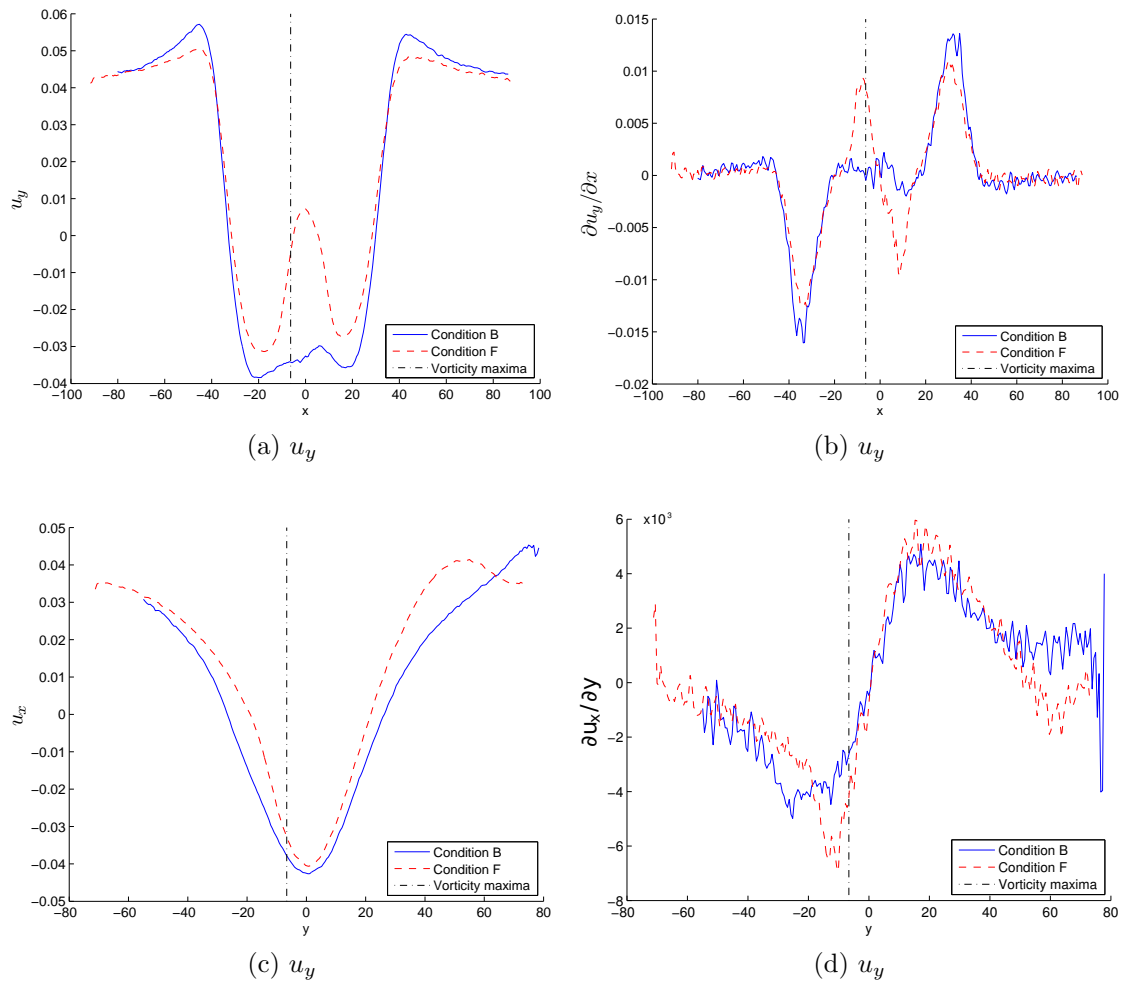 0.06
0.05
0.04
0.03
0.02
0.01
0
−0.01
−0.02
−0.03
−0.04
u_y
−100 −80 −60 −40 −20 0 20 40 60 80 100
x
Condition B
Condition F
Vorticity maxima
(a) u_y
0.015
0.01
0.005
0
−0.005
−0.01
−0.015
−0.02
∂u_y/∂x
−100 −80 −60 −40 −20 0 20 40 60 80 100
x
Condition B
Condition F
Vorticity maxima
(b) u_y
0.05
0.04
0.03
0.02
0.01
0
−0.01
−0.02
−0.03
−0.04
−0.05
u_x
−80 −60 −40 −20 0 20 40 60 80
y
Condition B
Condition F
Vorticity maxima
(c) u_y
x10³
6
4
2
0
−2
−4
−6
−8
∂u_x/∂y
−80 −60 −40 −20 0 20 40 60 80
y
Condition B
Condition F
Vorticity maxima
(d) u_y